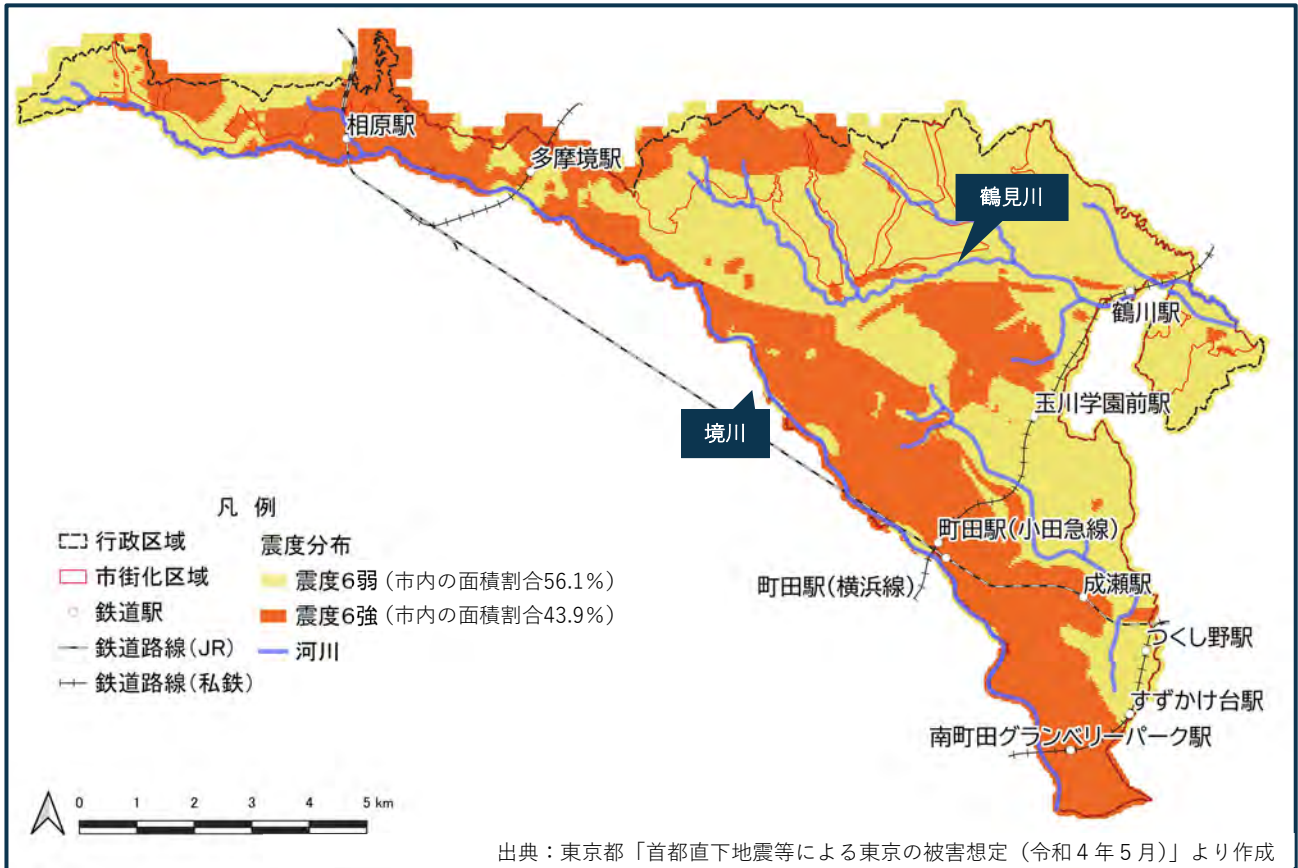 相原駅
多摩境駅
鶴見川
鶴川駅
玉川学園前駅
境川
町田駅(小田急線)
町田駅(横浜線)
成瀬駅
つくし野駅
すずかけ台駅
南町田グランベリーパーク駅
凡 例
行政区域
市街化区域
鉄道駅
鉄道路線(JR)
鉄道路線(私鉄)
震度分布
震度6弱 (市内の面積割合56.1%)
震度6強 (市内の面積割合43.9%)
河川
0 1 2 3 4 5 km
出典：東京都「首都直下地震等による東京の被害想定（令和４年５月）」より作成